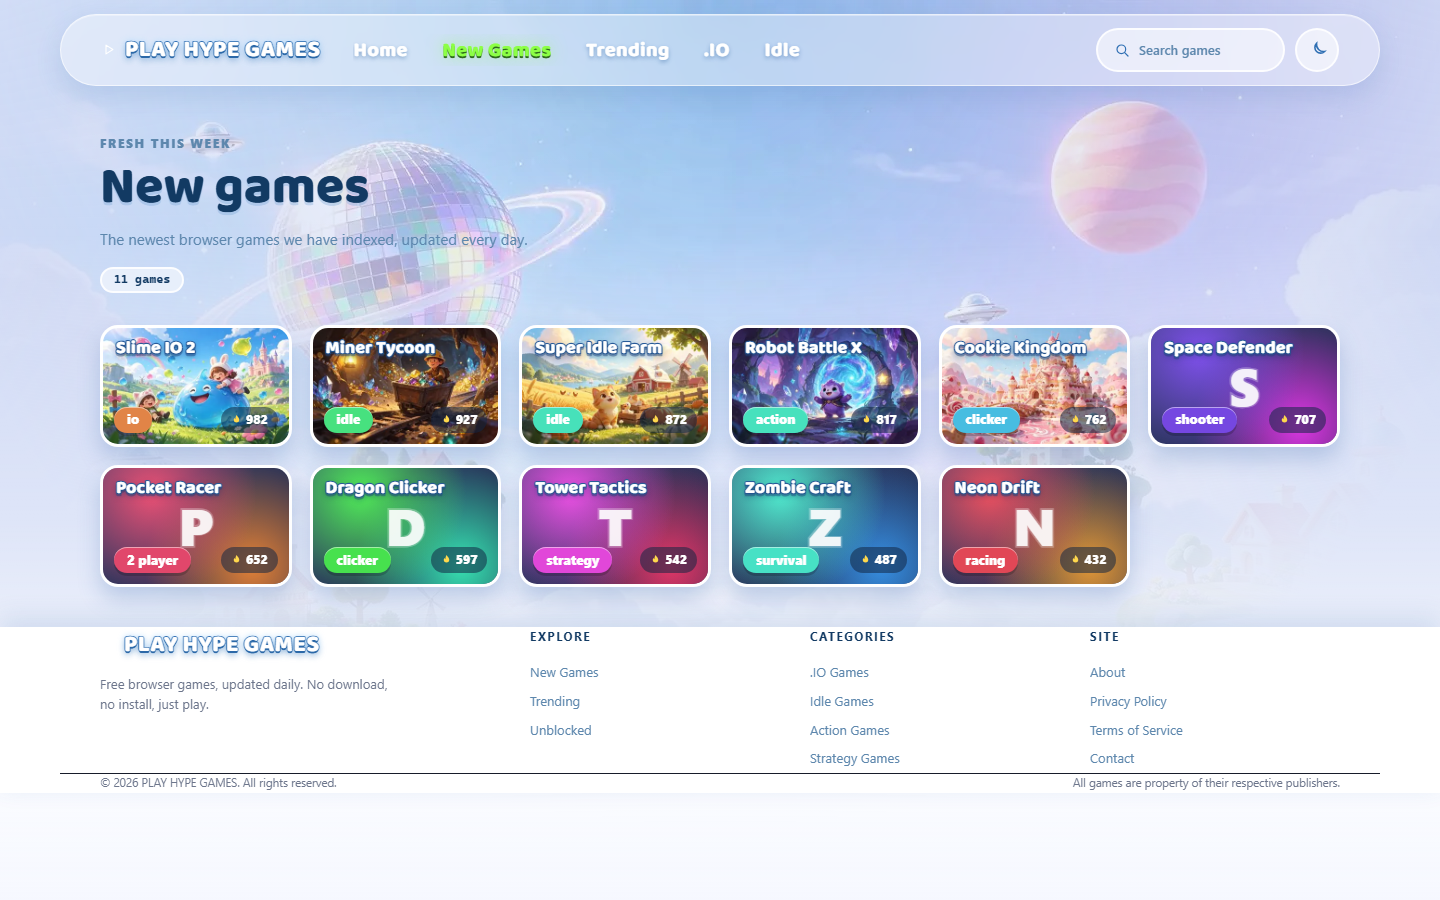 PLAY HYPE GAMES
Home
New Games
Trending
.IO
Idle
Search games
FRESH THIS WEEK
New games
The newest browser games we have indexed, updated every day.
11 games
Slime IO 2
io
982
Miner Tycoon
idle
927
Super Idle Farm
idle
872
Robot Battle X
action
817
Cookie Kingdom
clicker
762
Space Defender
S
shooter
707
Pocket Racer
P
2 player
652
Dragon Clicker
D
clicker
597
Tower Tactics
T
strategy
542
Zombie Craft
Z
survival
487
Neon Drift
N
racing
432
PLAY HYPE GAMES
Free browser games, updated daily. No download,
no install, just play.
EXPLORE
New Games
Trending
Unblocked
CATEGORIES
.IO Games
Idle Games
Action Games
Strategy Games
SITE
About
Privacy Policy
Terms of Service
Contact
© 2026 PLAY HYPE GAMES. All rights reserved.
All games are property of their respective publishers.